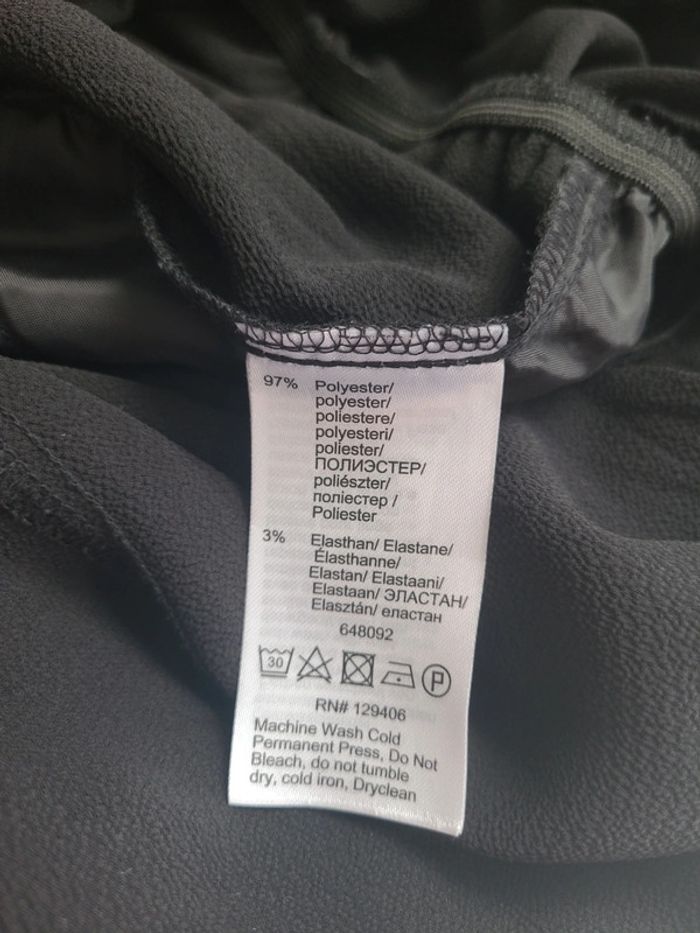 97% Polyester/
polyester/
poliestere/
polyesteri/
poliester/
ПОЛИЭСТЕР/
poliészter/
поліестер /
Poliester
3% Elasthan/ Elastane/
Élasthanne/
Elastan/ Elastaani/
Elastaan/ ЭЛАСТАН/
Elasztán/ еластан
648092
30
P
RN# 129406
Machine Wash Cold
Permanent Press, Do Not
Bleach, do not tumble
dry, cold iron, Dryclean